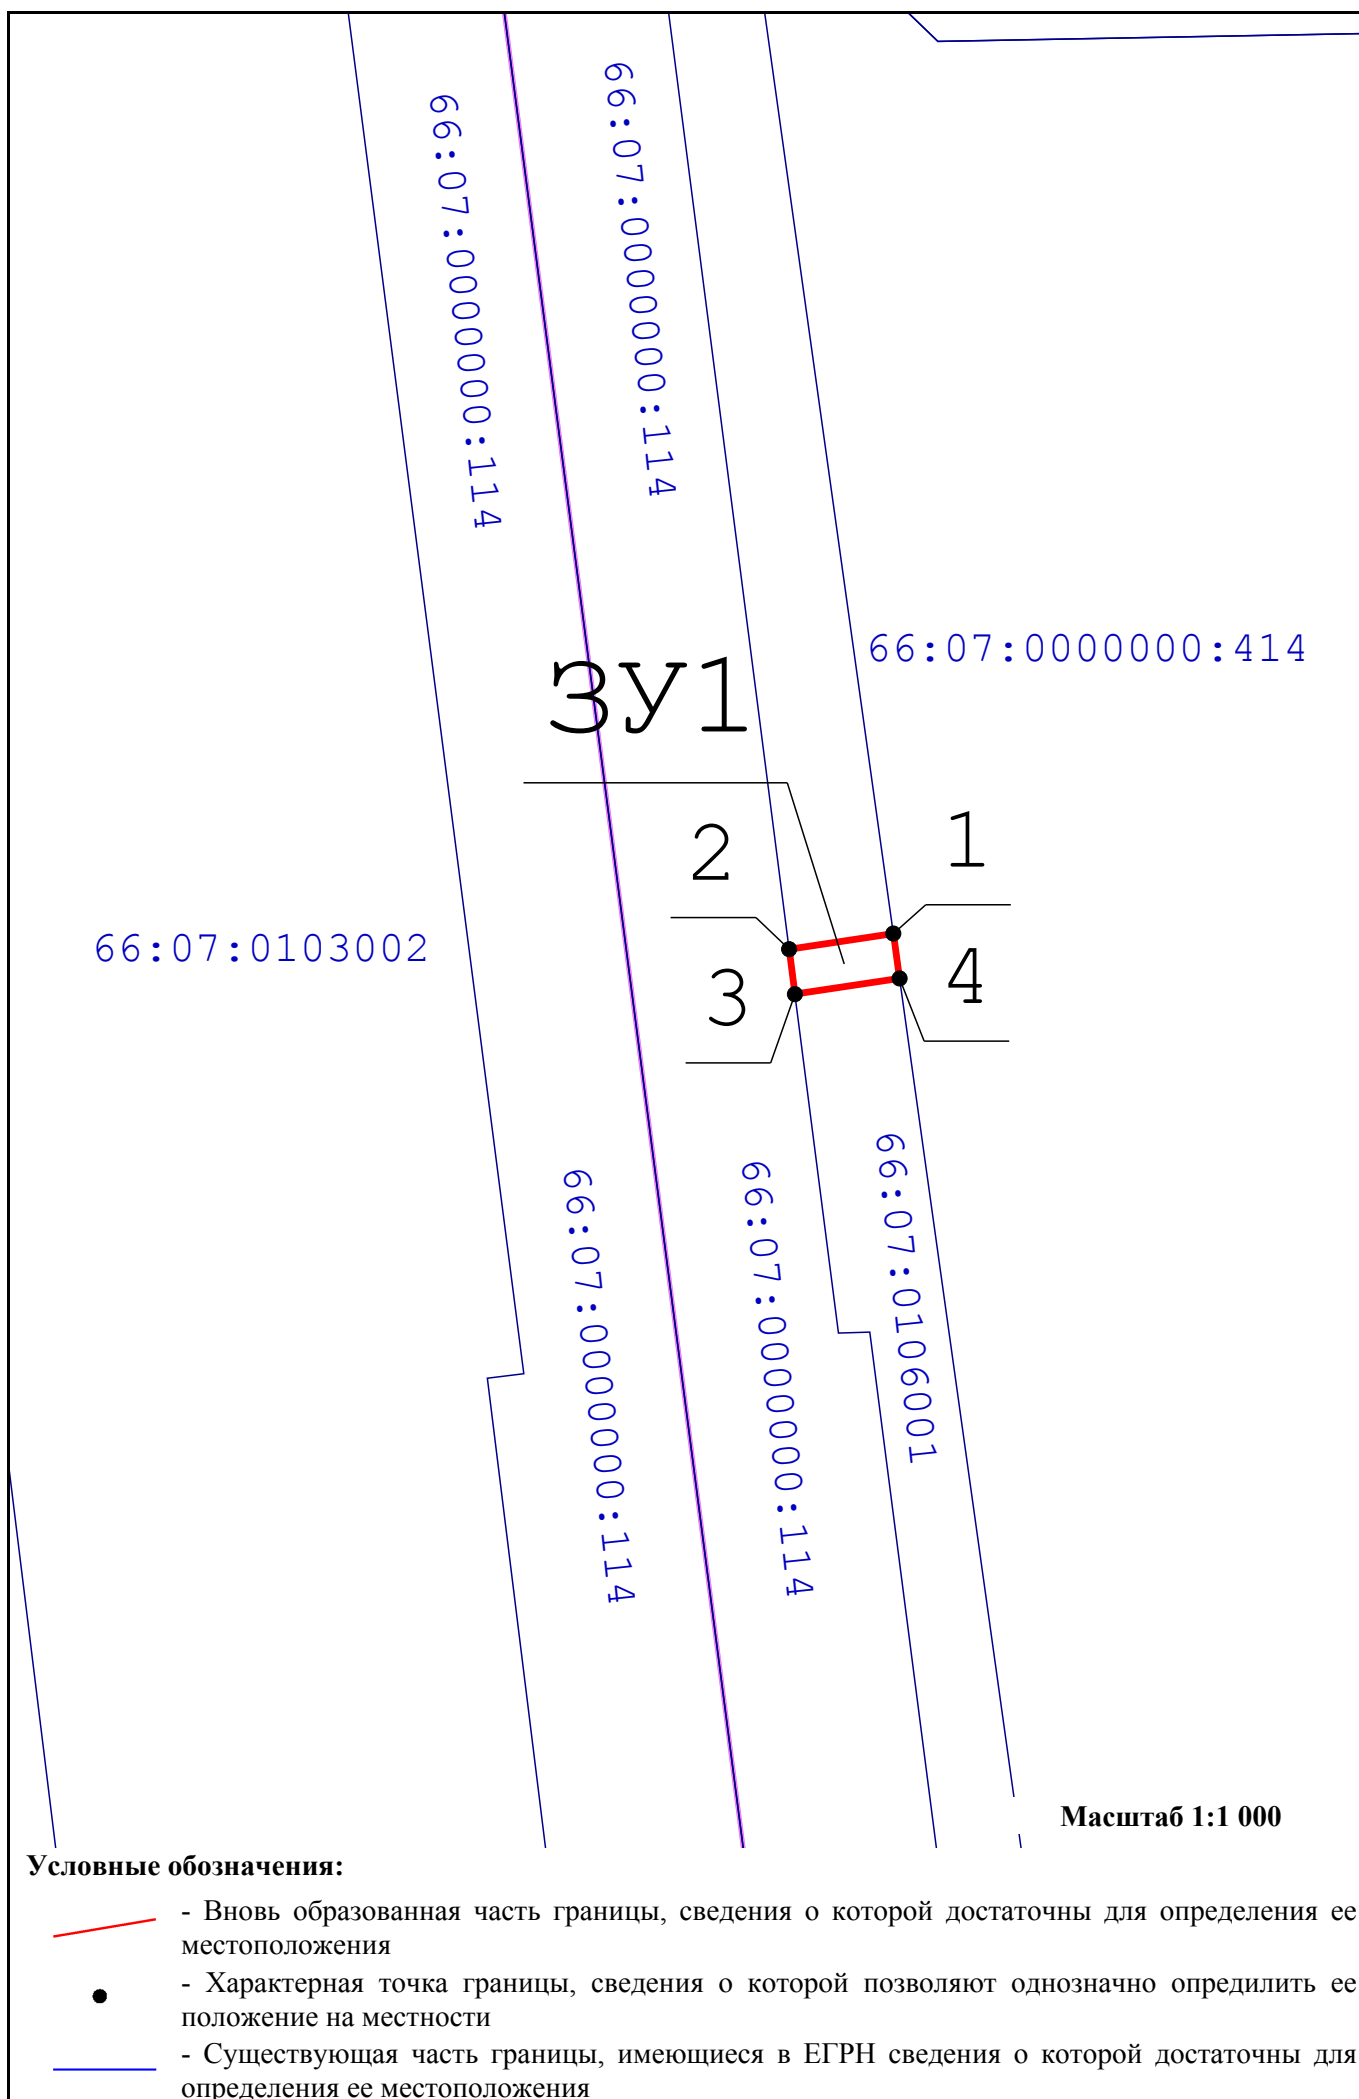 66:07:0000000:114
66:07:0000000:114
66:07:0000000:414
ЗУ1
2
1
66:07:0103002
3
4
66:07:0000000:114
66:07:0000000:114
66:07:0106001
Масштаб 1:1 000
Условные обозначения:
- Вновь образованная часть границы, сведения о которой достаточны для определения ее
местоположения
- Характерная точка границы, сведения о которой позволяют однозначно опредилить ее
положение на местности
- Существующая часть границы, имеющиеся в ЕГРН сведения о которой достаточны для
определения ее местоположения